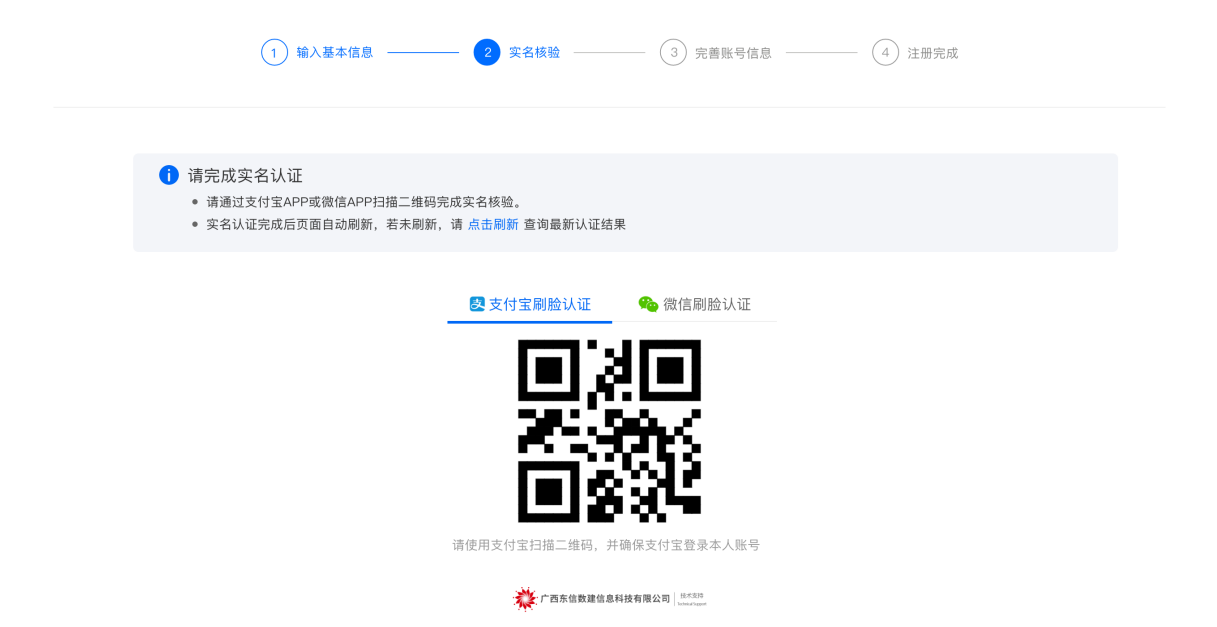 1 输入基本信息 2 实名核验 3 完善账号信息 4 注册完成
请完成实名认证
请通过支付宝APP或微信APP扫描二维码完成实名核验。
实名认证完成后页面自动刷新，若未刷新，请 点击刷新 查询最新认证结果
支付宝刷脸认证 微信刷脸认证
请使用支付宝扫描二维码，并确保支付宝登录本人账号
广西东信数建信息科技有限公司 技术支持
Technical Support